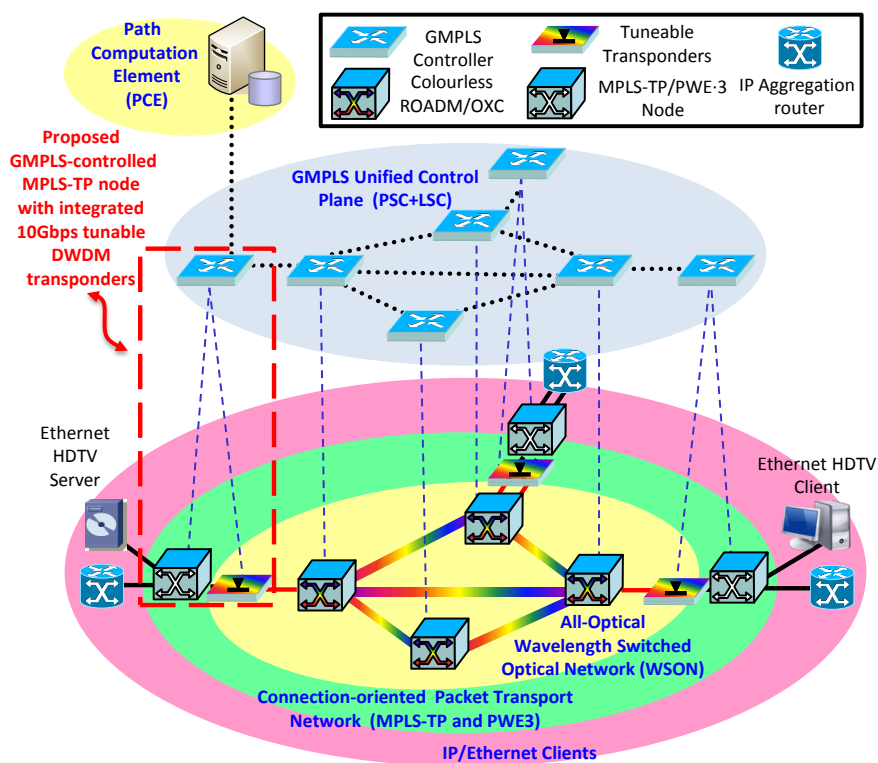 Path
Computation
Element
(PCE)
GMPLS
Controller
Colourless
ROADM/OXC
Tuneable
Transponders
MPLS-TP/PWE·3
Node
IP Aggregation
router
Proposed
GMPLS-controlled
MPLS-TP node
with integrated
10Gbps tunable
DWDM
transponders
GMPLS Unified Control
Plane (PSC+LSC)
Ethernet
HDTV
Server
Ethernet HDTV
Client
All-Optical
Wavelength Switched
Optical Network (WSON)
Connection-oriented Packet Transport
Network (MPLS-TP and PWE3)
IP/Ethernet Clients